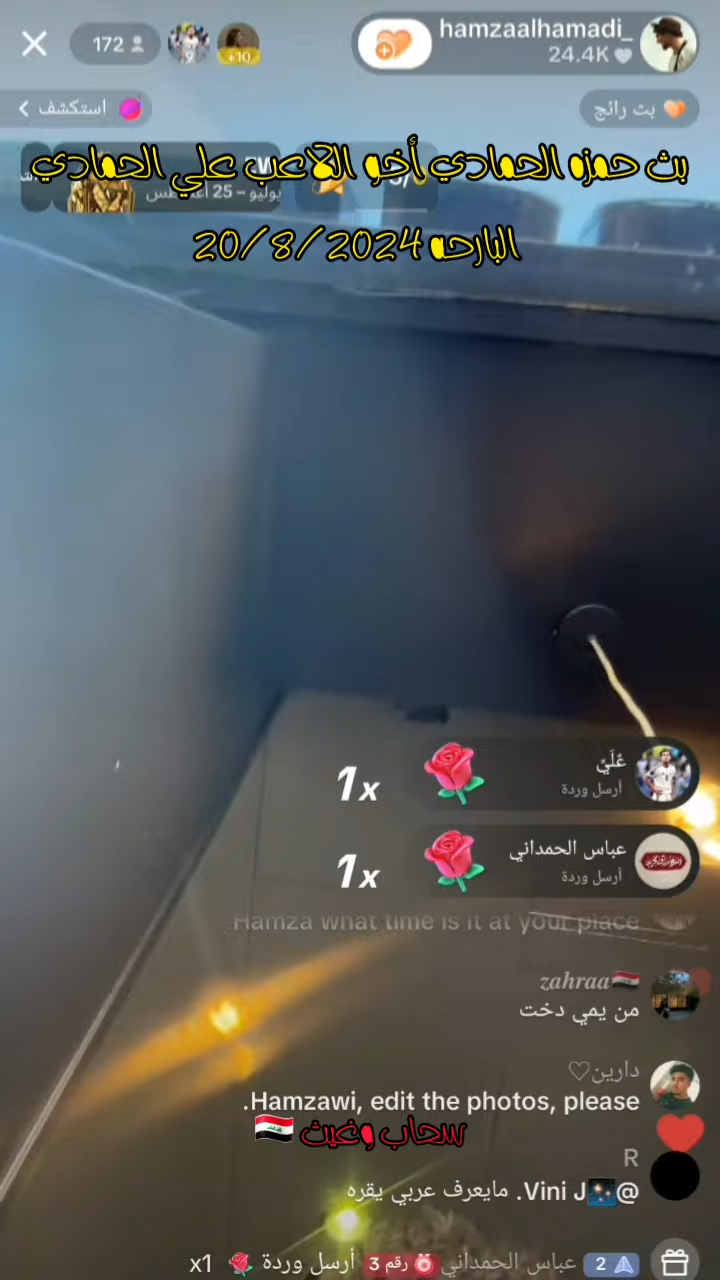 172
hamzaalhamadi_
24.4K
9
+10
استكشف
بث رائج
بث حمزه الحمادي أخو اللاعب علي الحمادي
يوليو – 25
البارحه 20/8/2024
عَلَيّ
أرسل وردة
1x
عباس الحمداني
أرسل وردة
1x
Hamza what time is it at your place
zahraa🇮🇶
من يمي دخت
دارين♡
Hamzawi, edit the photos, please.
سحاب وغيث 🇮🇶
R
@Vini J. مايعرف عربي يقره
2 عباس الحمداني رقم 3 أرسل وردة x1